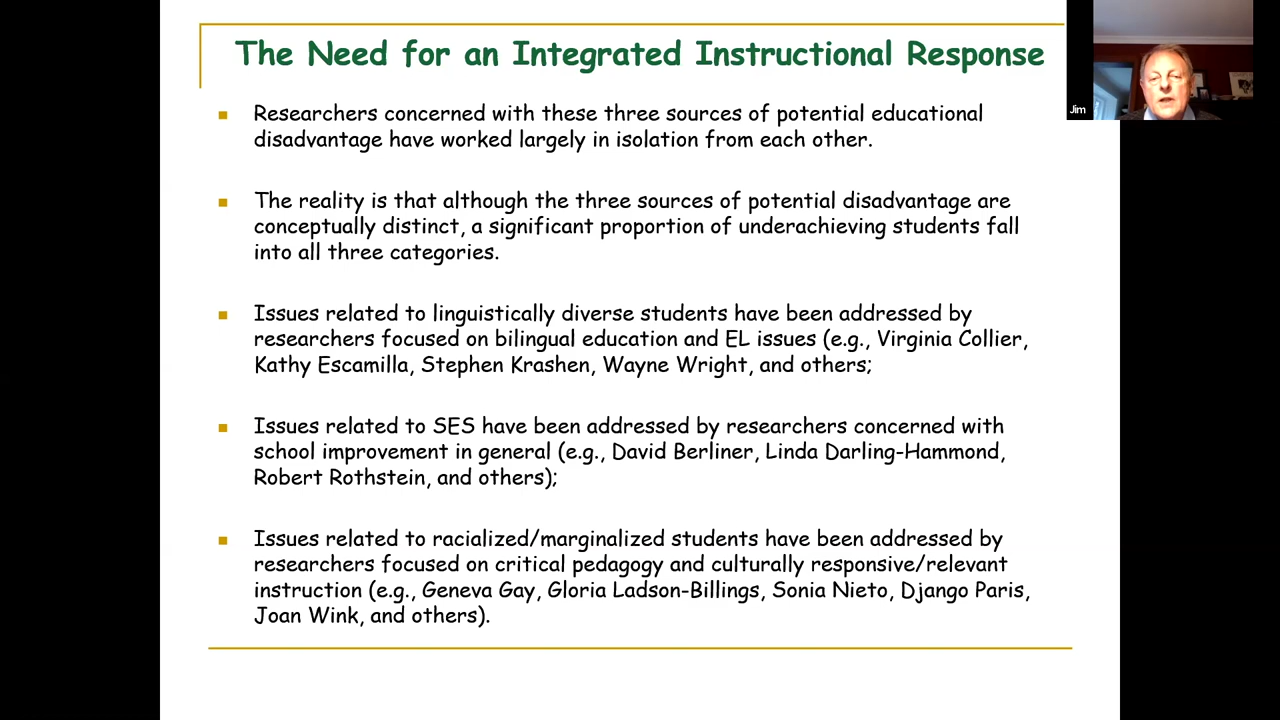 The Need for an Integrated Instructional Response
Researchers concerned with these three sources of potential educational
disadvantage have worked largely in isolation from each other.
The reality is that although the three sources of potential disadvantage are
conceptually distinct, a significant proportion of underachieving students fall
into all three categories.
Issues related to linguistically diverse students have been addressed by
researchers focused on bilingual education and EL issues (e.g., Virginia Collier,
Kathy Escamilla, Stephen Krashen, Wayne Wright, and others;
Issues related to SES have been addressed by researchers concerned with
school improvement in general (e.g., David Berliner, Linda Darling-Hammond,
Robert Rothstein, and others);
Issues related to racialized/marginalized students have been addressed by
researchers focused on critical pedagogy and culturally responsive/relevant
instruction (e.g., Geneva Gay, Gloria Ladson-Billings, Sonia Nieto, Django Paris,
Joan Wink, and others).
Jim